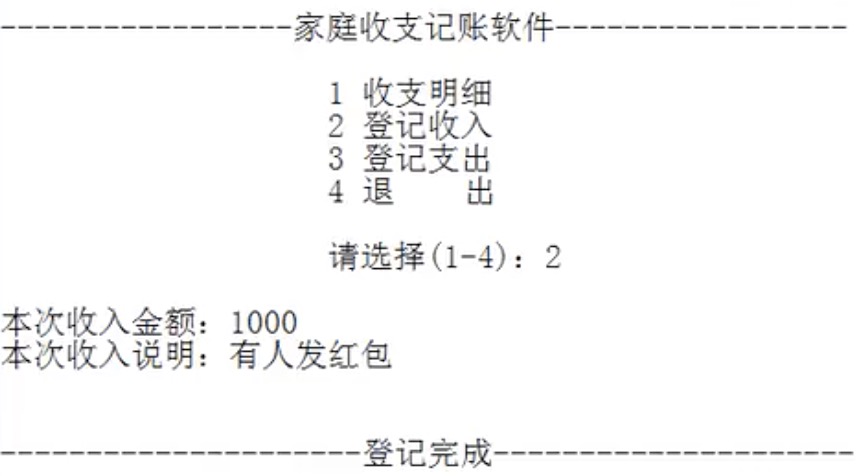 -----------------家庭收支记账软件-----------------
1 收支明细
2 登记收入
3 登记支出
4 退    出
请选择(1-4)：2
本次收入金额：1000
本次收入说明：有人发红包
---------------------登记完成---------------------